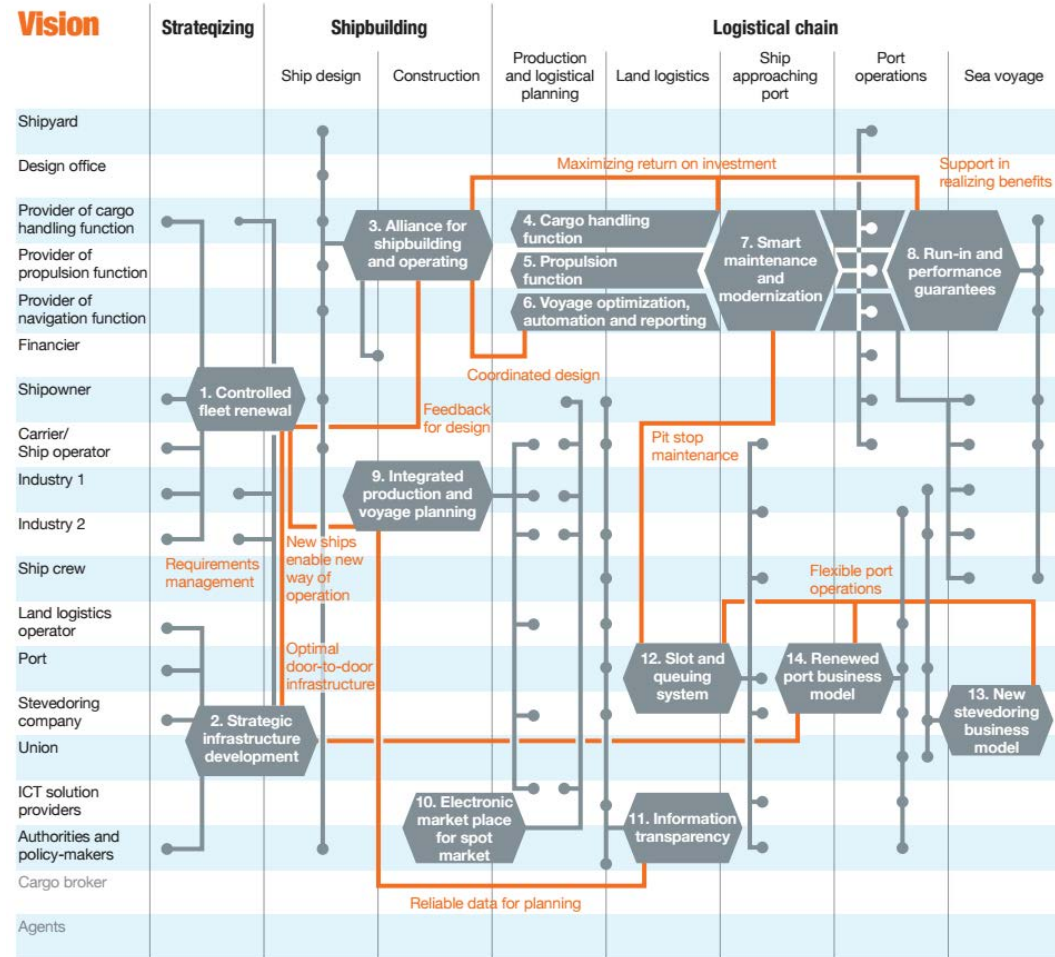 Vision
Strateqizing
Shipbuilding
Logistical chain
Ship design
Construction
Production
and logistical
planning
Land logistics
Ship
approaching
port
Port
operations
Sea voyage
Shipyard
Design office
Provider of cargo
handling function
Provider of
propulsion function
Provider of
navigation function
Financier
Shipowner
Carrier/
Ship operator
Industry 1
Industry 2
Ship crew
Land logistics
operator
Port
Stevedoring
company
Union
ICT solution
providers
Authorities and
policy-makers
Cargo broker
Agents
Maximizing return on investment
Support in
realizing benefits
3. Alliance for
shipbuilding
and operating
4. Cargo handling
function
5. Propulsion
function
6. Voyage optimization,
automation and reporting
7. Smart
maintenance
and
modernization
8. Run-in and
performance
guarantees
Coordinated design
1. Controlled
fleet renewal
Feedback
for design
Pit stop
maintenance
9. Integrated
production and
voyage planning
Requirements
management
New ships
enable new
way of
operation
Flexible port
operations
Optimal
door-to-door
infrastructure
12. Slot and
queuing
system
14. Renewed
port business
model
13. New
stevedoring
business
model
2. Strategic
infrastructure
development
10. Electronic
market place
for spot
market
11. Information
transparency
Reliable data for planning